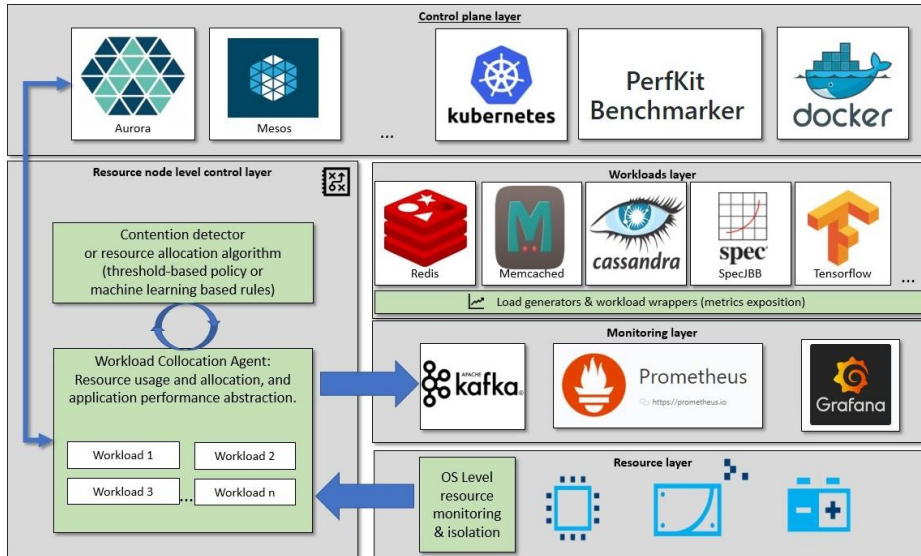 Control plane layer
Aurora
Mesos
...
kubernetes
PerfKit
Benchmarker
docker
Resource node level control layer
Contention detector
or resource allocation algorithm
(threshold-based policy or
machine learning based rules)
Workload Collocation Agent:
Resource usage and allocation, and
application performance abstraction.
Workload 1
Workload 2
Workload 3
...
Workload n
Workloads layer
Redis
M
Memcached
cassandra
spec
SpecJBB
Tensorflow
...
Load generators & workload wrappers (metrics exposition)
Monitoring layer
APACHE
kafka
Prometheus
https://prometheus.io
Grafana
Resource layer
OS Level
resource
monitoring
& isolation